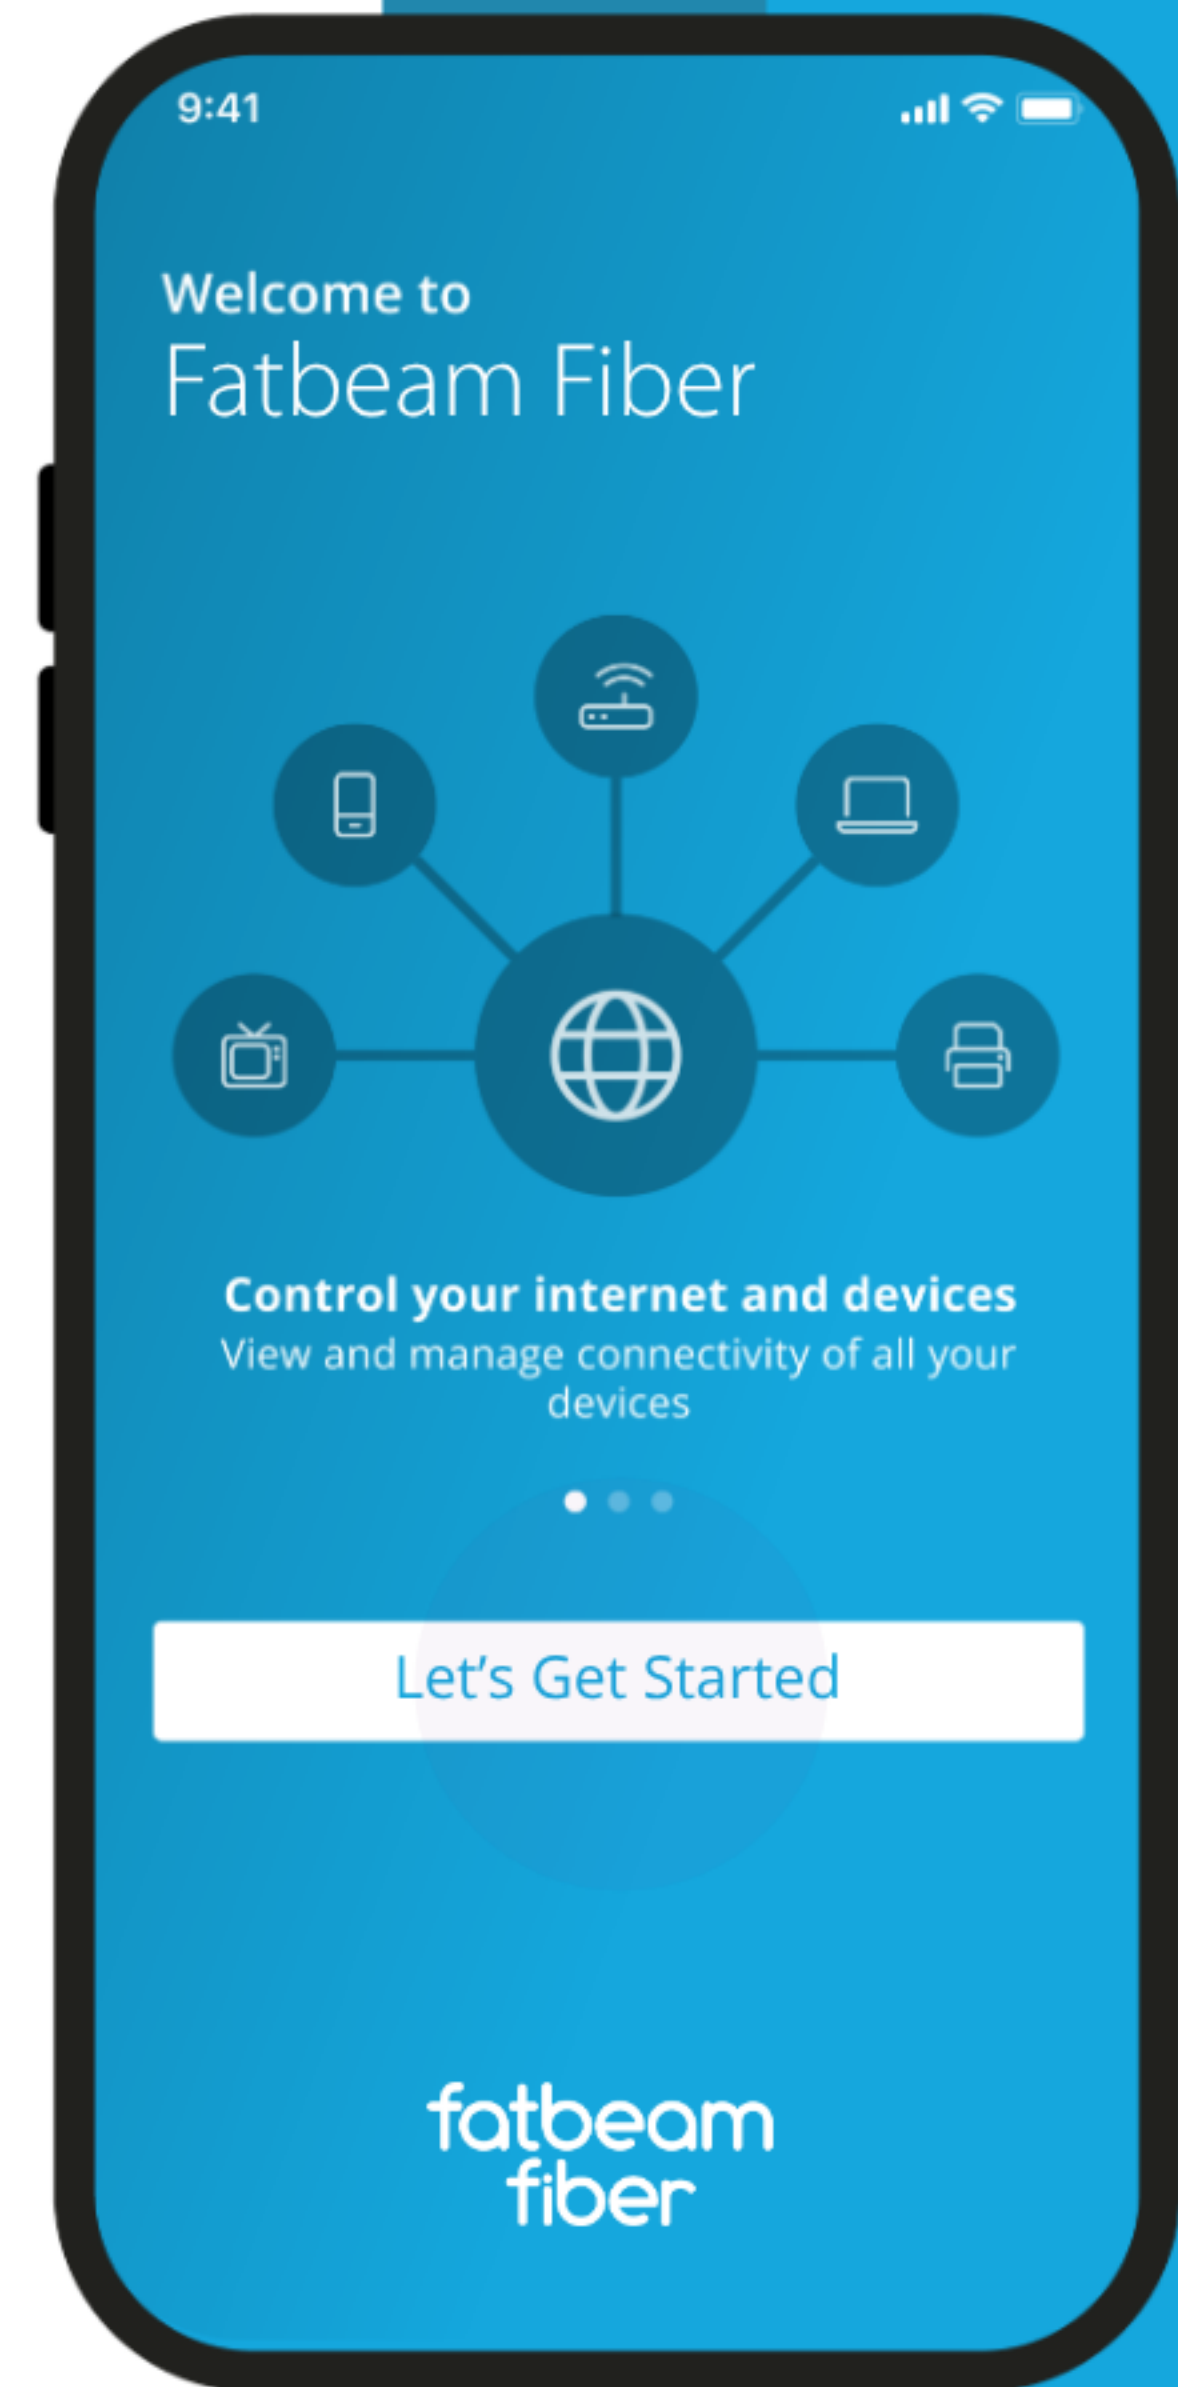 9:41
Welcome to
Fatbeam Fiber
Control your internet and devices
View and manage connectivity of all your
devices
Let’s Get Started
fatbeam
fiber